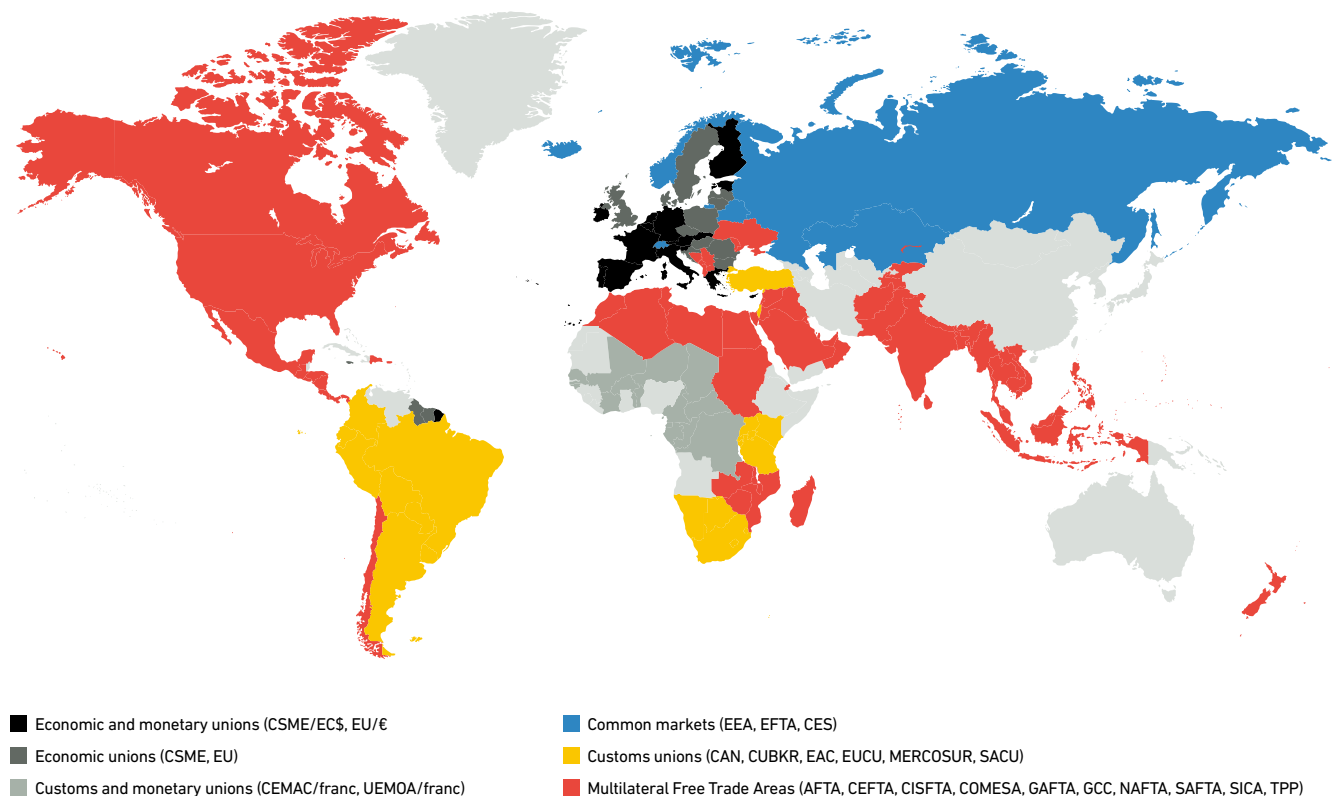 Economic and monetary unions (CSME/EC$, EU/€
Economic unions (CSME, EU)
Customs and monetary unions (CEMAC/franc, UEMOA/franc)
Common markets (EEA, EFTA, CES)
Customs unions (CAN, CUBKR, EAC, EUCU, MERCOSUR, SACU)
Multilateral Free Trade Areas (AFTA, CEFTA, CISFTA, COMESA, GAFTA, GCC, NAFTA, SAFTA, SICA, TPP)